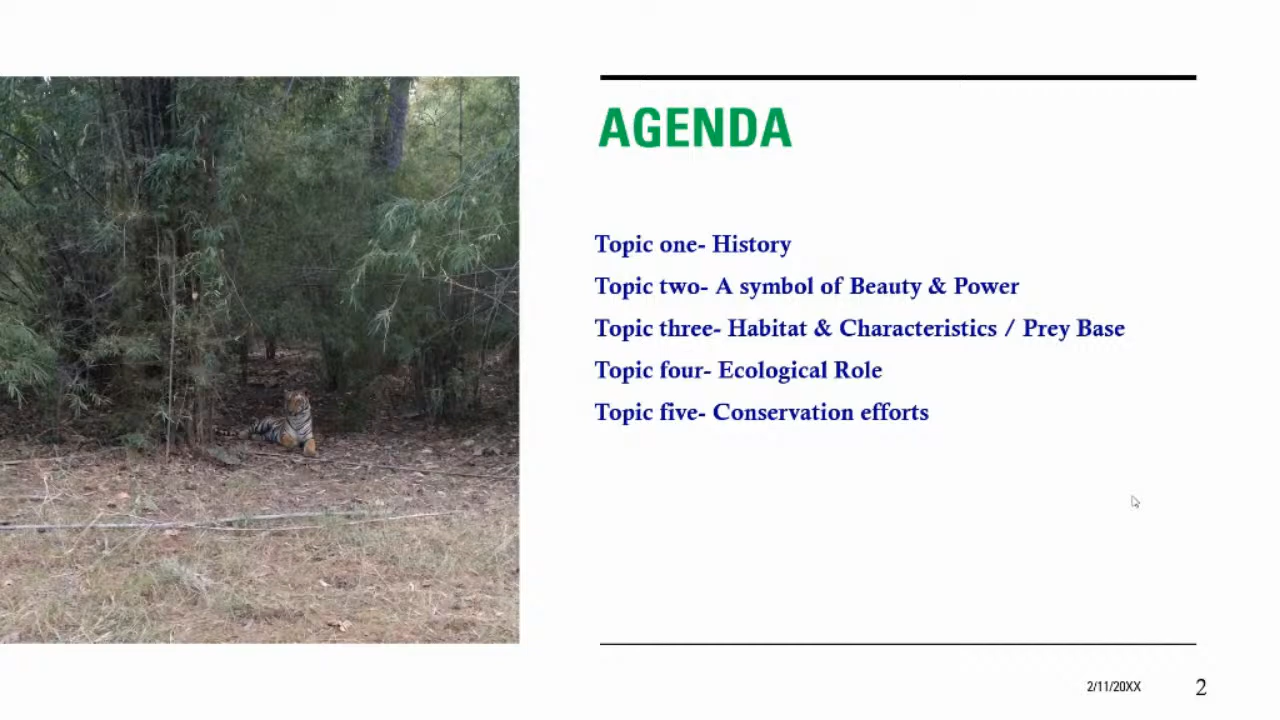 AGENDA
Topic one- History
Topic two- A symbol of Beauty & Power
Topic three- Habitat & Characteristics / Prey Base
Topic four- Ecological Role
Topic five- Conservation efforts
2/11/20XX
2